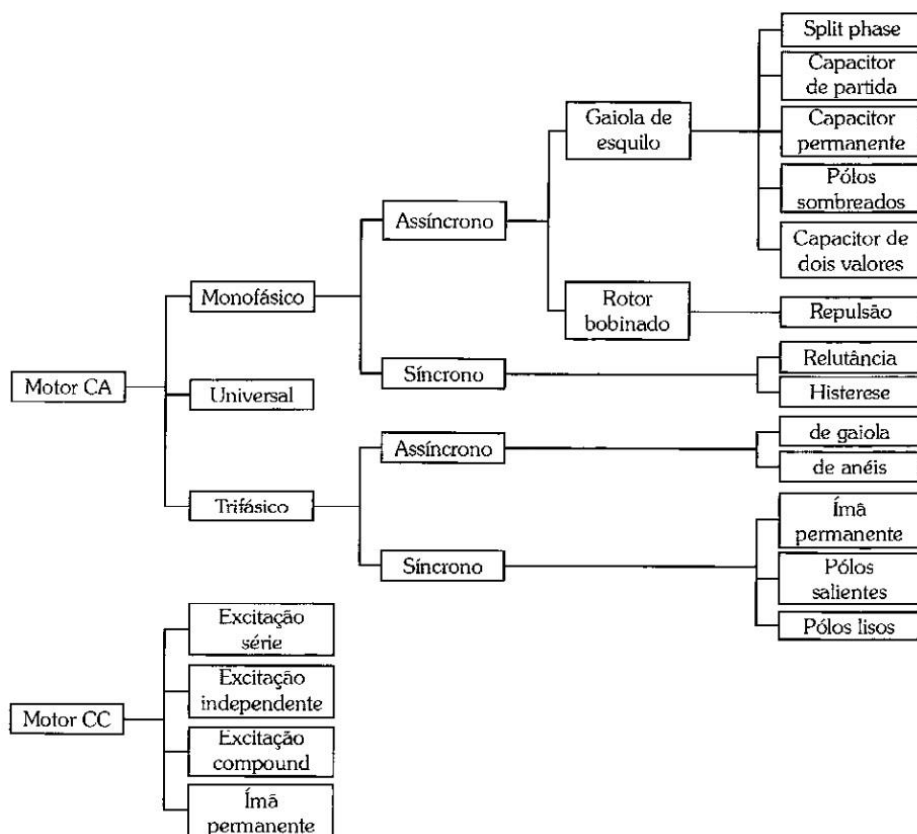 Split phase
Capacitor
de partida
Gaiola de
esquilo
Capacitor
permanente
Pólos
sombreados
Assíncrono
Capacitor de
dois valores
Monofásico
Rotor
bobinado
Repulsão
Síncrono
Relutância
Histerese
Motor CA
Universal
Assíncrono
de gaiola
de anéis
Trifásico
Síncrono
Ímã
permanente
Pólos
salientes
Pólos lisos
Motor CC
Excitação
série
Excitação
independente
Excitação
compound
Ímã
permanente